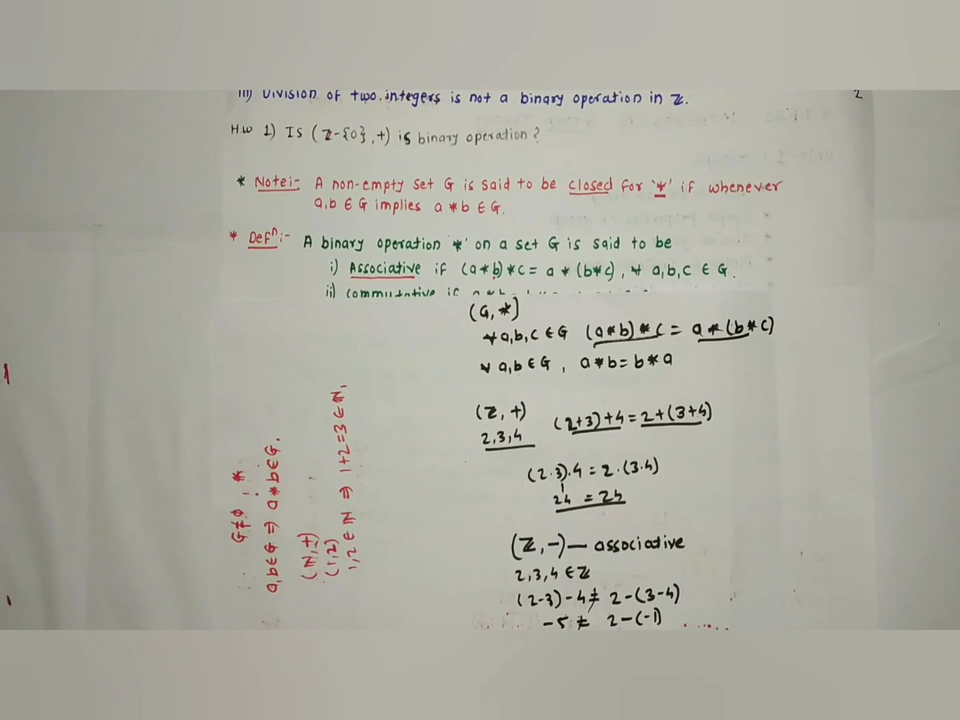 iii) Division of two integers is not a binary operation in Z.
2
H.W 1) Is (Z-{0}, +) is binary operation?
* Note:- A non-empty set G is said to be closed for '*' if whenever
a,b ∈ G implies a * b ∈ G.
* Defⁿ:- A binary operation '*' on a set G is said to be
i) Associative if (a*b)*c = a*(b*c), ∀ a,b,c ∈ G.
ii) Commutative if
(G,*)
∀ a,b,c ∈ G (a*b)*c = a*(b*c)
∀ a,b ∈ G, a*b = b*a
(Z,+)
2,3,4 (2+3)+4 = 2+(3+4)
(2·3)·4 = 2·(3·4)
24 = 24
(Z,-) — associative
2,3,4 ∈ Z
(2-3)-4 ≠ 2-(3-4)
-5 ≠ 2-(-1)
G≠∅, *
a,b∈G ⇒ a*b∈G.
(N,+)
(1,2)
1,2 ∈ N ⇒ 1+2=3 ∈ N,